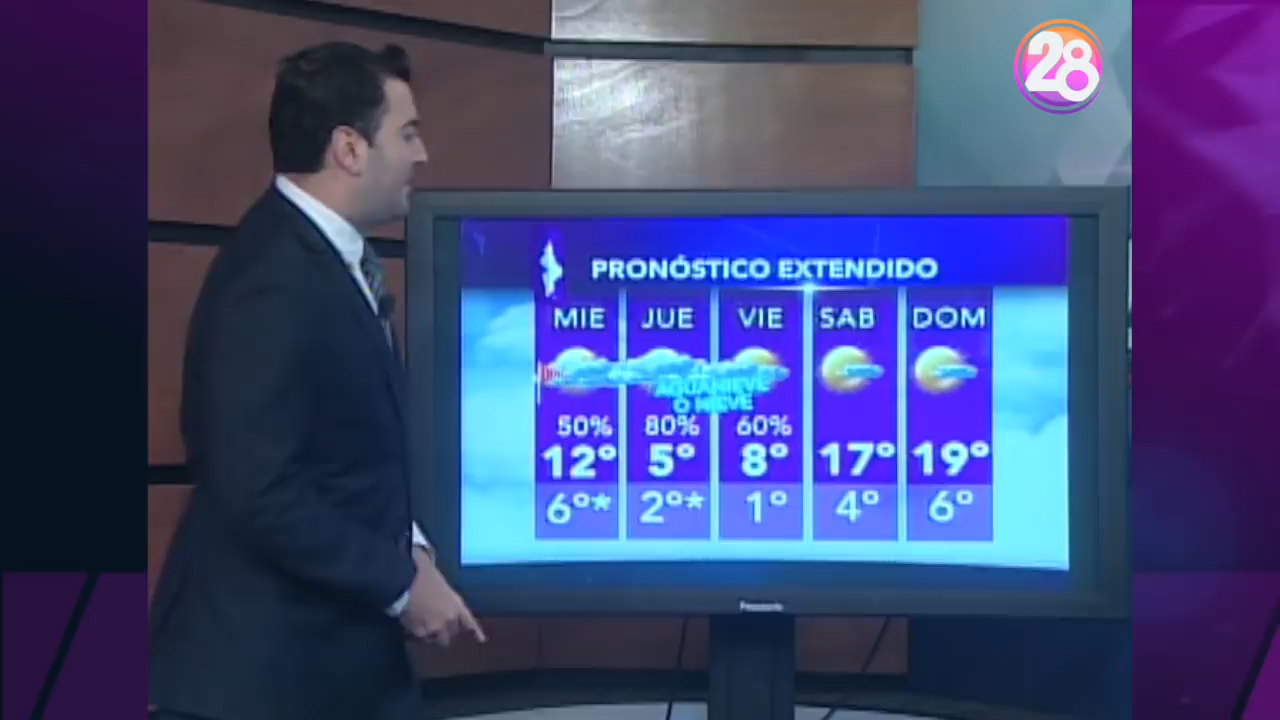 28
PRONÓSTICO EXTENDIDO
MIE JUE VIE SAB DOM
AGUANIEVE
O NIEVE
50% 80% 60%
12° 5° 8° 17° 19°
6°* 2°* 1° 4° 6°
Panasonic